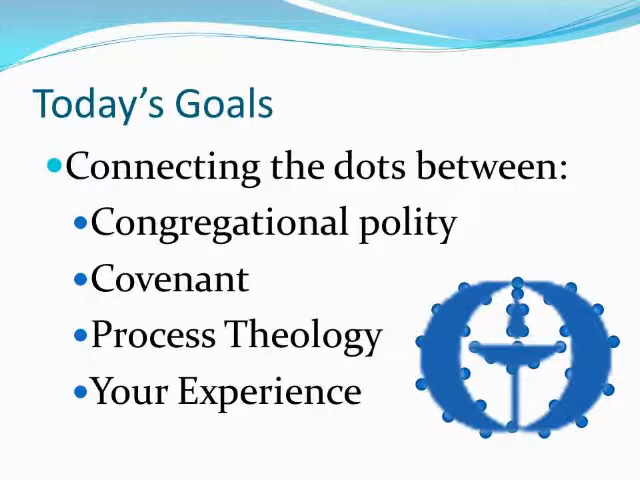 Today’s Goals
Connecting the dots between:
Congregational polity
Covenant
Process Theology
Your Experience